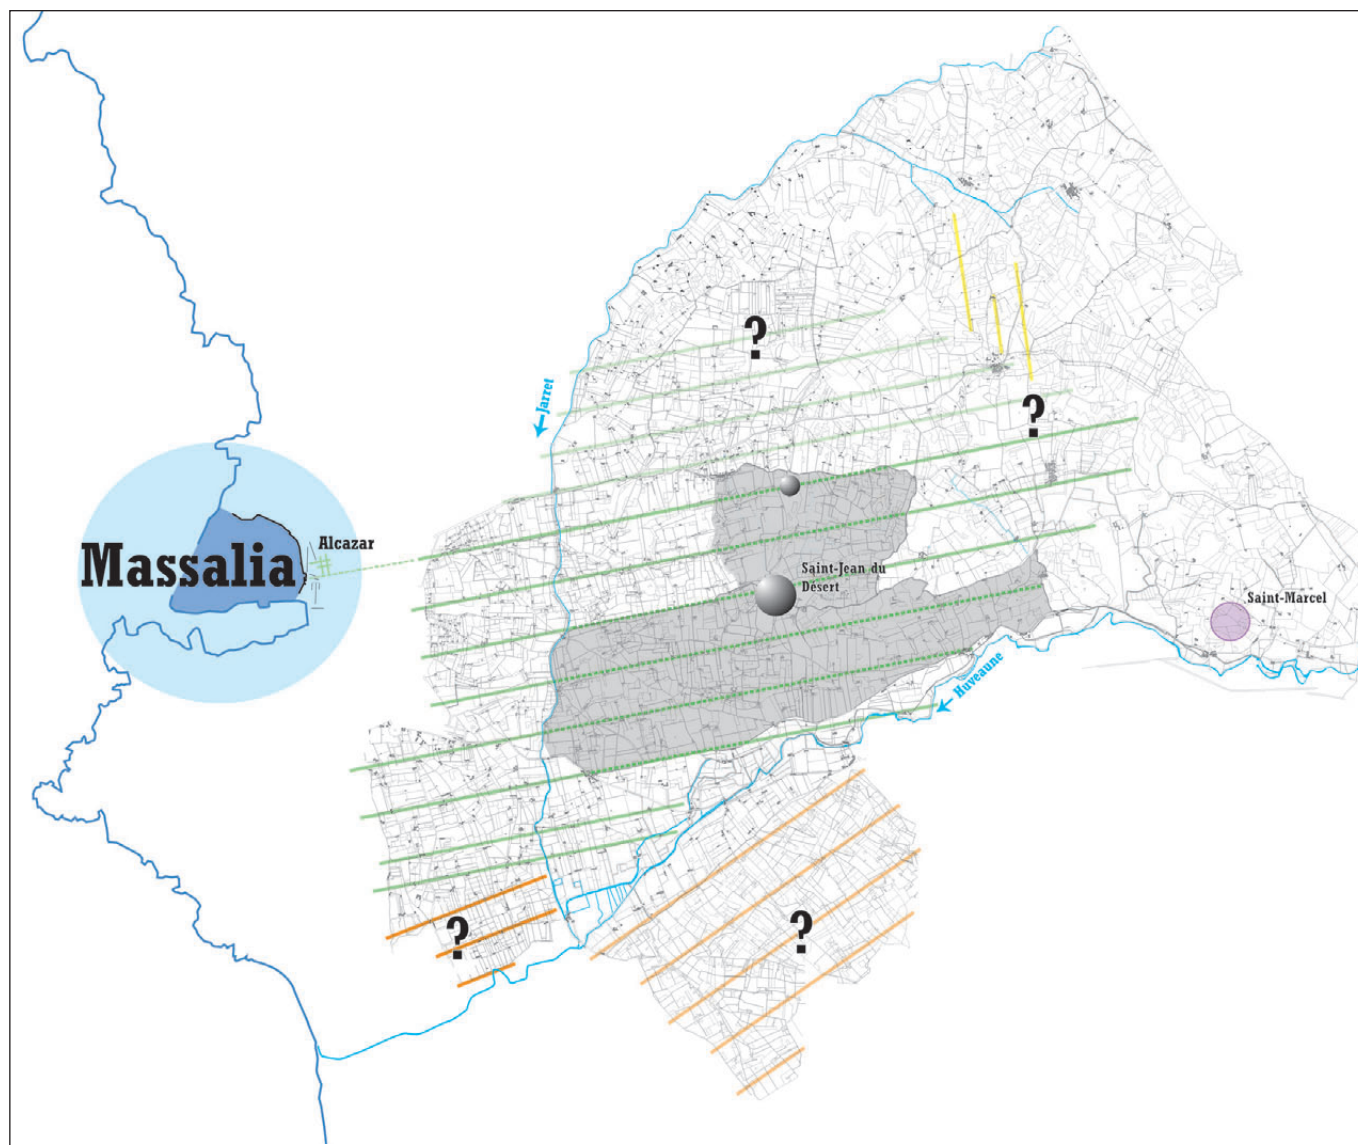 ?
Jarret
?
Alcazar
Massalia
Saint-Jean du
Désert
Saint-Marcel
Huveaune
?
?